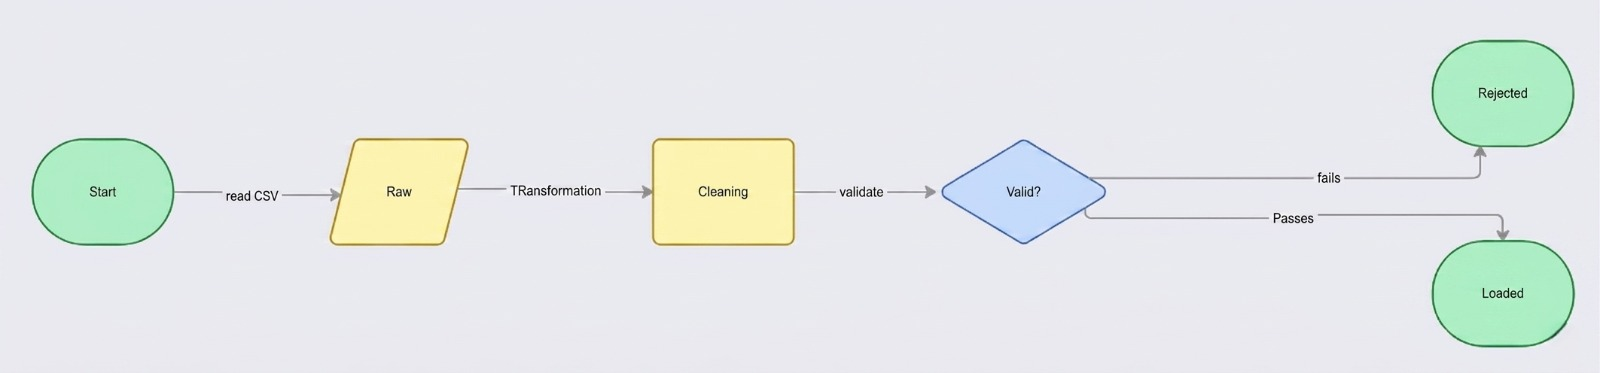 Start
read CSV
Raw
TRansformation
Cleaning
validate
Valid?
fails
Rejected
Passes
Loaded